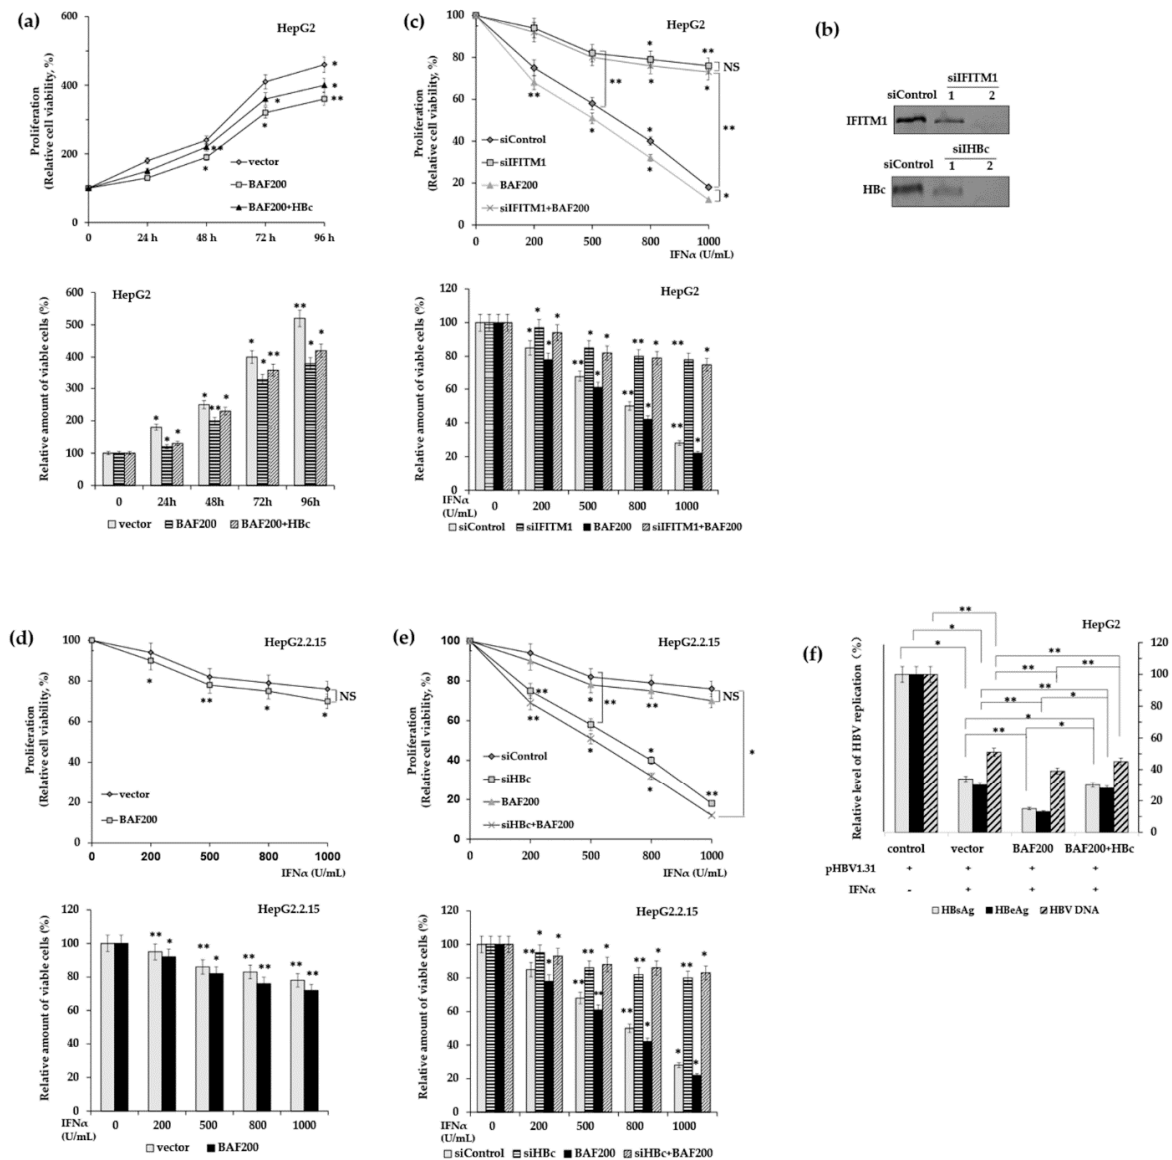 (a)
HepG2
Proliferation
(Relative cell viability, %)
600
400
200
0
0
24 h
48 h
72 h
96 h
vector
BAF200
BAF200+HBc
* * ** ** * * *
HepG2
Relative amount of viable cells (%)
600
500
400
300
200
100
0
0
24h
48h
72h
96h
vector
BAF200
BAF200+HBc
(c)
HepG2
Proliferation
(Relative cell viability, %)
100
80
60
40
20
0
0
200
500
800
1000
IFNα (U/mL)
siControl
siIFITM1
BAF200
siIFITM1+BAF200
NS
**
**
*
HepG2
Relative amount of viable cells (%)
120
100
80
60
40
20
0
IFNα
(U/mL)
0
200
500
800
1000
siControl
siIFITM1
BAF200
siIFITM1+BAF200
(b)
siIFITM1
siControl 1 2
IFITM1
siIHBc
siControl 1 2
HBc
(d)
HepG2.2.15
Proliferation
(Relative cell viability, %)
100
80
60
40
20
0
0
200
500
800
1000
IFNα (U/mL)
vector
BAF200
NS
HepG2.2.15
Relative amount of viable cells (%)
120
100
80
60
40
20
0
IFNα
(U/mL)
0
200
500
800
1000
vector
BAF200
(e)
HepG2.2.15
Proliferation
(Relative cell viability, %)
100
80
60
40
20
0
0
200
500
800
1000
IFNα (U/mL)
siControl
siHBc
BAF200
siHBc+BAF200
NS
**
*
HepG2.2.15
Relative amount of viable cells (%)
120
100
80
60
40
20
0
IFNα
(U/mL)
0
200
500
800
1000
siControl
siHBc
BAF200
siHBc+BAF200
(f)
HepG2
Relative level of HBV replication (%)
120
100
80
60
40
20
0
control
vector
BAF200
BAF200+HBc
pHBV1.31 + + + +
IFNα - + + +
HBsAg
HBeAg
HBV DNA